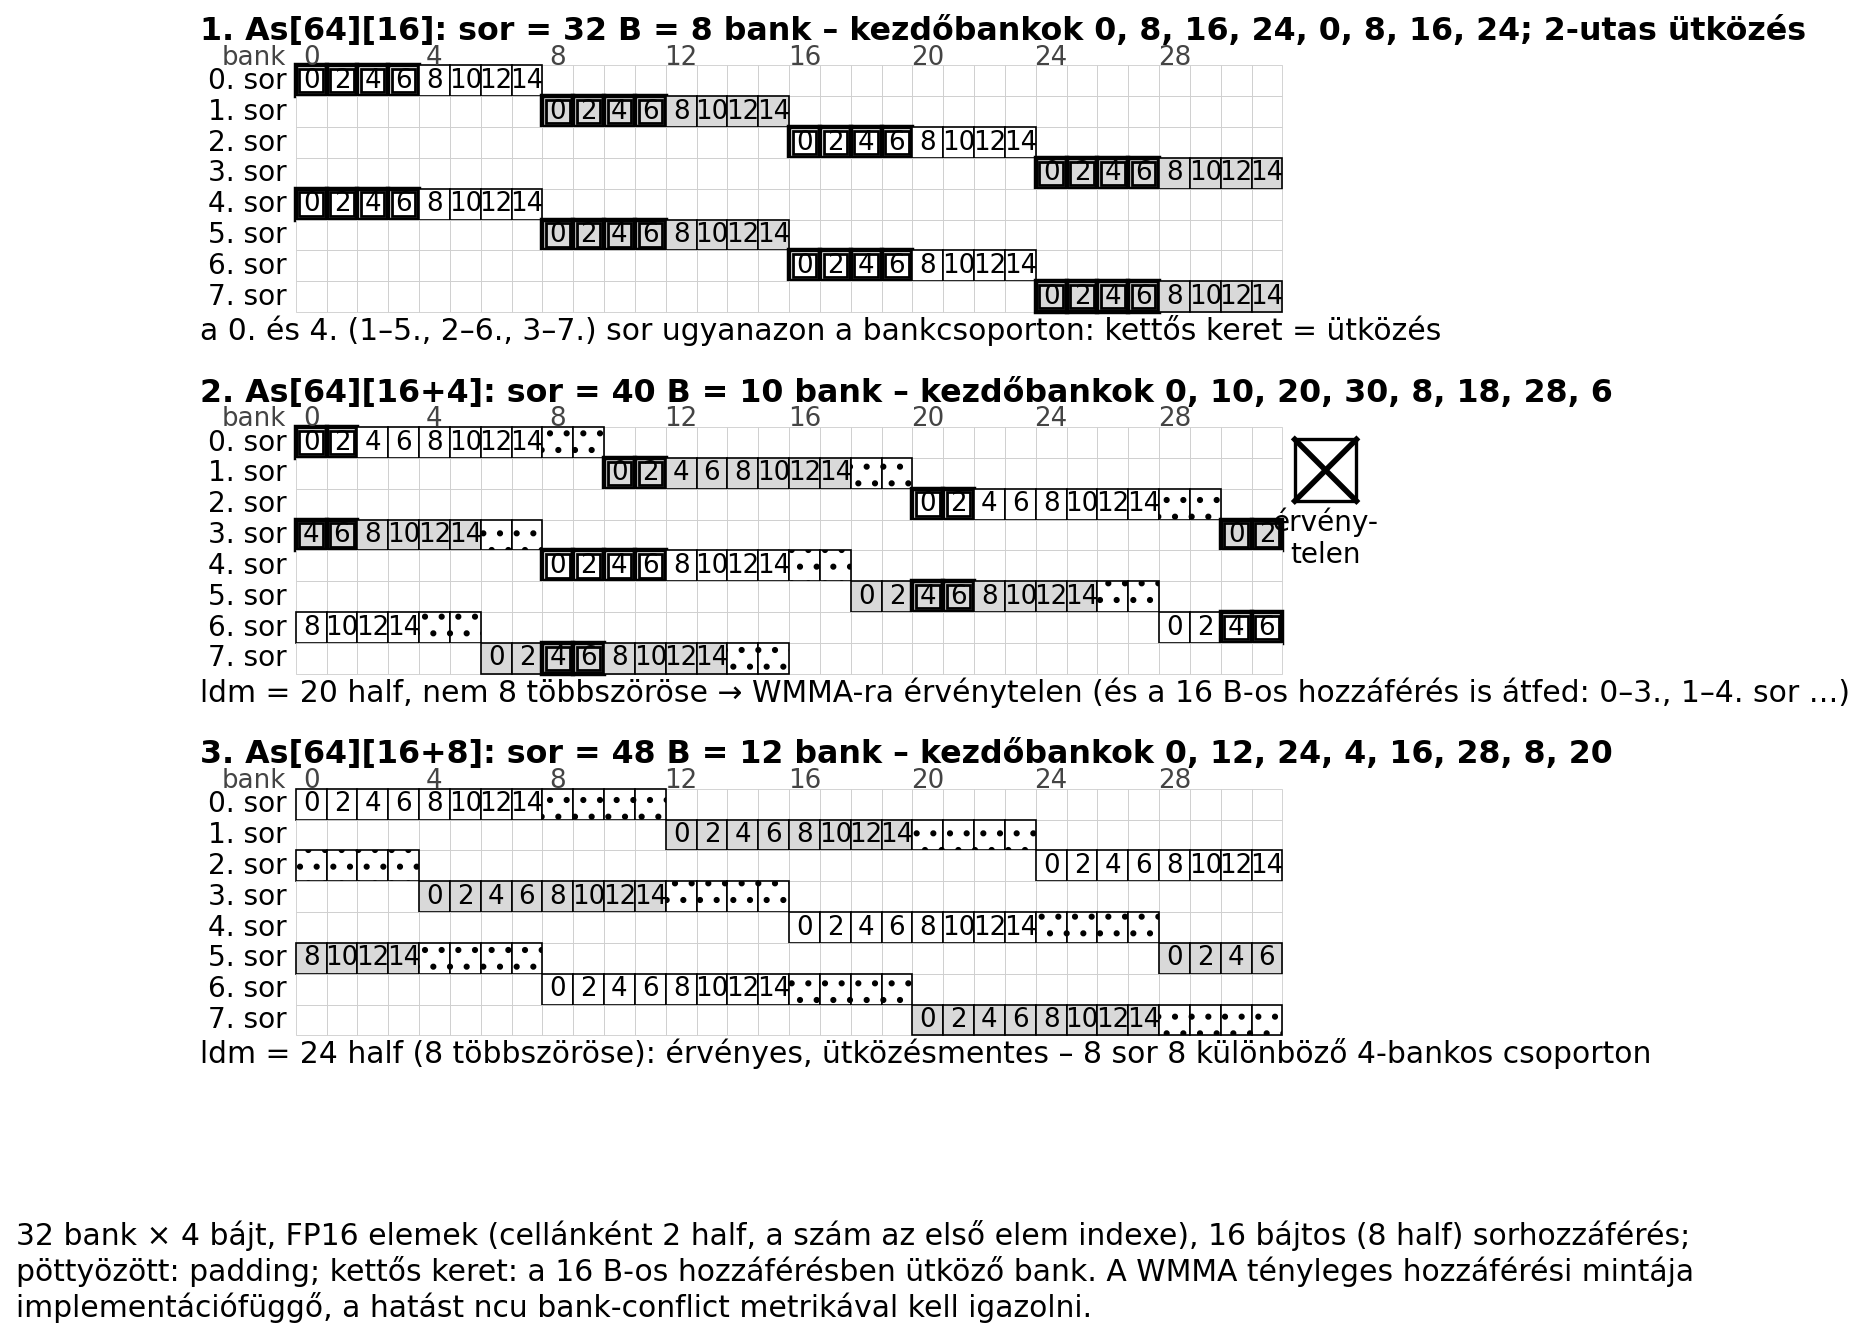 1. As[64][16]: sor = 32 B = 8 bank – kezdőbankok 0, 8, 16, 24, 0, 8, 16, 24; 2-utas ütközés
bank 0 4 8 12 16 20 24 28
0. sor 0 2 4 6 8 10 12 14
1. sor 0 2 4 6 8 10 12 14
2. sor 0 2 4 6 8 10 12 14
3. sor 0 2 4 6 8 10 12 14
4. sor 0 2 4 6 8 10 12 14
5. sor 0 2 4 6 8 10 12 14
6. sor 0 2 4 6 8 10 12 14
7. sor 0 2 4 6 8 10 12 14
a 0. és 4. (1–5., 2–6., 3–7.) sor ugyanazon a bankcsoporton: kettős keret = ütközés
2. As[64][16+4]: sor = 40 B = 10 bank – kezdőbankok 0, 10, 20, 30, 8, 18, 28, 6
bank 0 4 8 12 16 20 24 28
0. sor 0 2 4 6 8 10 12 14
1. sor 0 2 4 6 8 10 12 14
2. sor 0 2 4 6 8 10 12 14
3. sor 4 6 8 10 12 14 0 2
érvény-
telen
4. sor 0 2 4 6 8 10 12 14
5. sor 0 2 4 6 8 10 12 14
6. sor 8 10 12 14 0 2 4 6
7. sor 0 2 4 6 8 10 12 14
ldm = 20 half, nem 8 többszöröse → WMMA-ra érvénytelen (és a 16 B-os hozzáférés is átfed: 0–3., 1–4. sor ...)
3. As[64][16+8]: sor = 48 B = 12 bank – kezdőbankok 0, 12, 24, 4, 16, 28, 8, 20
bank 0 4 8 12 16 20 24 28
0. sor 0 2 4 6 8 10 12 14
1. sor 0 2 4 6 8 10 12 14
2. sor 0 2 4 6 8 10 12 14
3. sor 0 2 4 6 8 10 12 14
4. sor 0 2 4 6 8 10 12 14
5. sor 8 10 12 14 0 2 4 6
6. sor 0 2 4 6 8 10 12 14
7. sor 0 2 4 6 8 10 12 14
ldm = 24 half (8 többszöröse): érvényes, ütközésmentes – 8 sor 8 különböző 4-bankos csoporton
32 bank × 4 bájt, FP16 elemek (cellánként 2 half, a szám az első elem indexe), 16 bájtos (8 half) sorhozzáférés;
pöttyözött: padding; kettős keret: a 16 B-os hozzáférésben ütköző bank. A WMMA tényleges hozzáférési mintája
implementációfüggő, a hatást ncu bank-conflict metrikával kell igazolni.